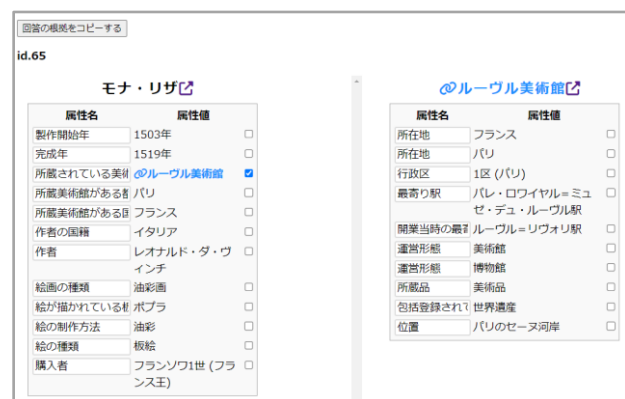 回答の根拠をコピーする
id.65
モナ・リザ
属性名 属性値
製作開始年 1503年
完成年 1519年
所蔵されている美術 ルーヴル美術館
所蔵美術館がある都 パリ
所蔵美術館がある国 フランス
作者の国籍 イタリア
作者 レオナルド・ダ・ヴ
ィンチ
絵画の種類 油彩画
絵が描かれている板 ポプラ
絵の制作方法 油彩
絵の種類 板絵
購入者 フランソワ1世 (フラ
ンス王)
ルーヴル美術館
属性名 属性値
所在地 フランス
所在地 パリ
行政区 1区 (パリ)
最寄り駅 パレ・ロワイヤル=ミュ
ゼ・デュ・ルーヴル駅
開業当時の最寄 ルーヴル=リヴォリ駅
運営形態 美術館
運営形態 博物館
所蔵品 美術品
包括登録されて 世界遺産
位置 パリのセーヌ河岸